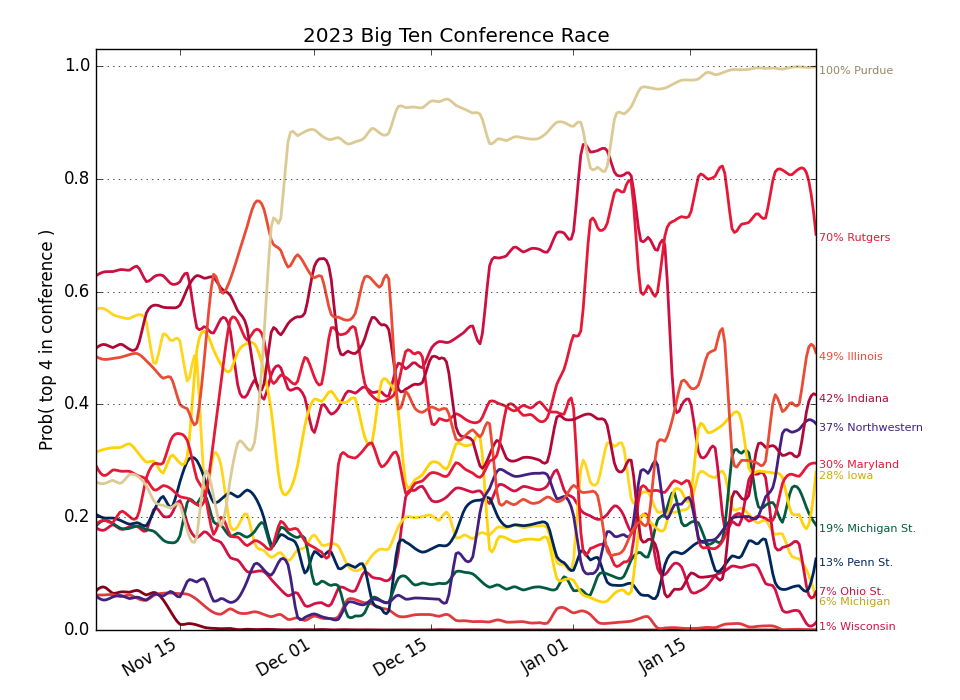 2023 Big Ten Conference Race
Prob( top 4 in conference )
1.0
0.8
0.6
0.4
0.2
0.0
Nov 15
Dec 01
Dec 15
Jan 01
Jan 15
100% Purdue
70% Rutgers
49% Illinois
42% Indiana
37% Northwestern
30% Maryland
28% Iowa
19% Michigan St.
13% Penn St.
7% Ohio St.
6% Michigan
1% Wisconsin